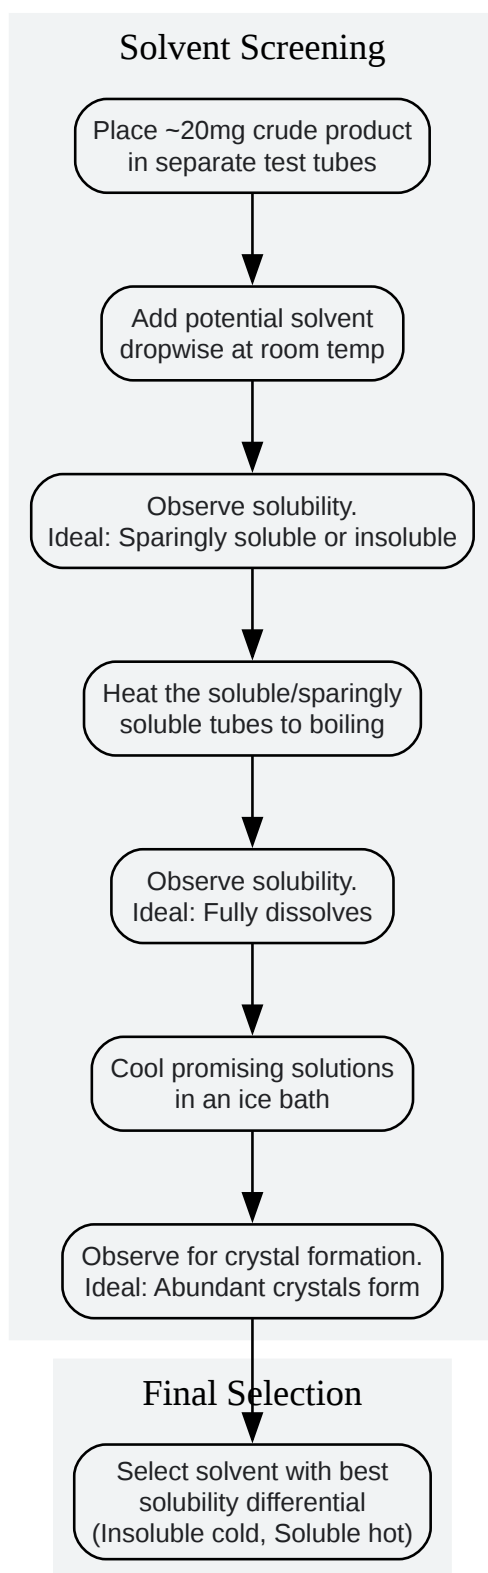 Solvent Screening
Place ~20mg crude product
in separate test tubes
Add potential solvent
dropwise at room temp
Observe solubility.
Ideal: Sparingly soluble or insoluble
Heat the soluble/sparingly
soluble tubes to boiling
Observe solubility.
Ideal: Fully dissolves
Cool promising solutions
in an ice bath
Observe for crystal formation.
Ideal: Abundant crystals form
Final Selection
Select solvent with best
solubility differential
(Insoluble cold, Soluble hot)